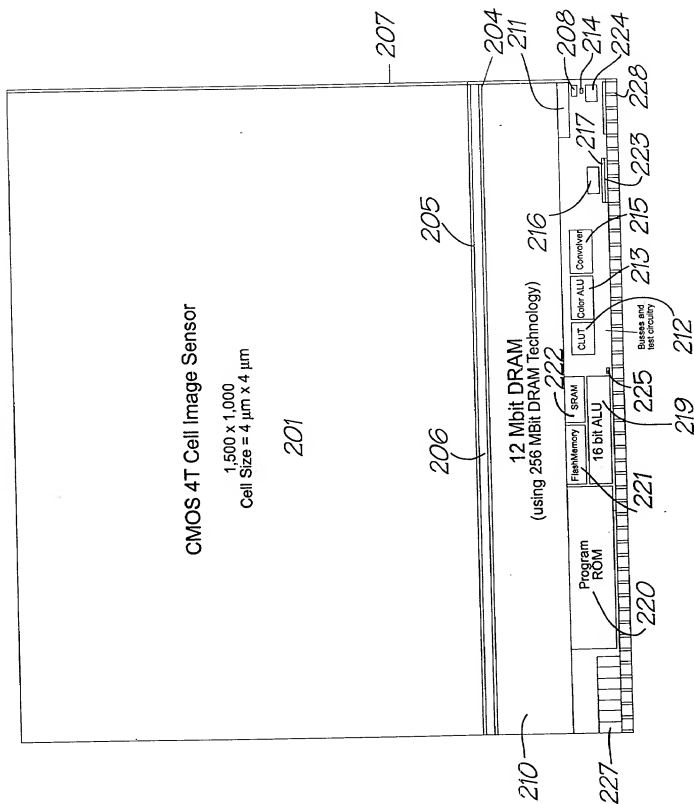 CMOS 4T Cell Image Sensor
1,500 x 1,000
Cell Size = 4 µm x 4 µm
201
207
205
206
204
211
12 Mbit DRAM
(using 256 MBit DRAM Technology)
210
222
216
217
208
214
224
228
FlashMemory
SRAM
16 bit ALU
CLUT
Color ALU
Convolver
Program
ROM
Busses and
test circuitry
227
220
221
219
225
212
213
215
223